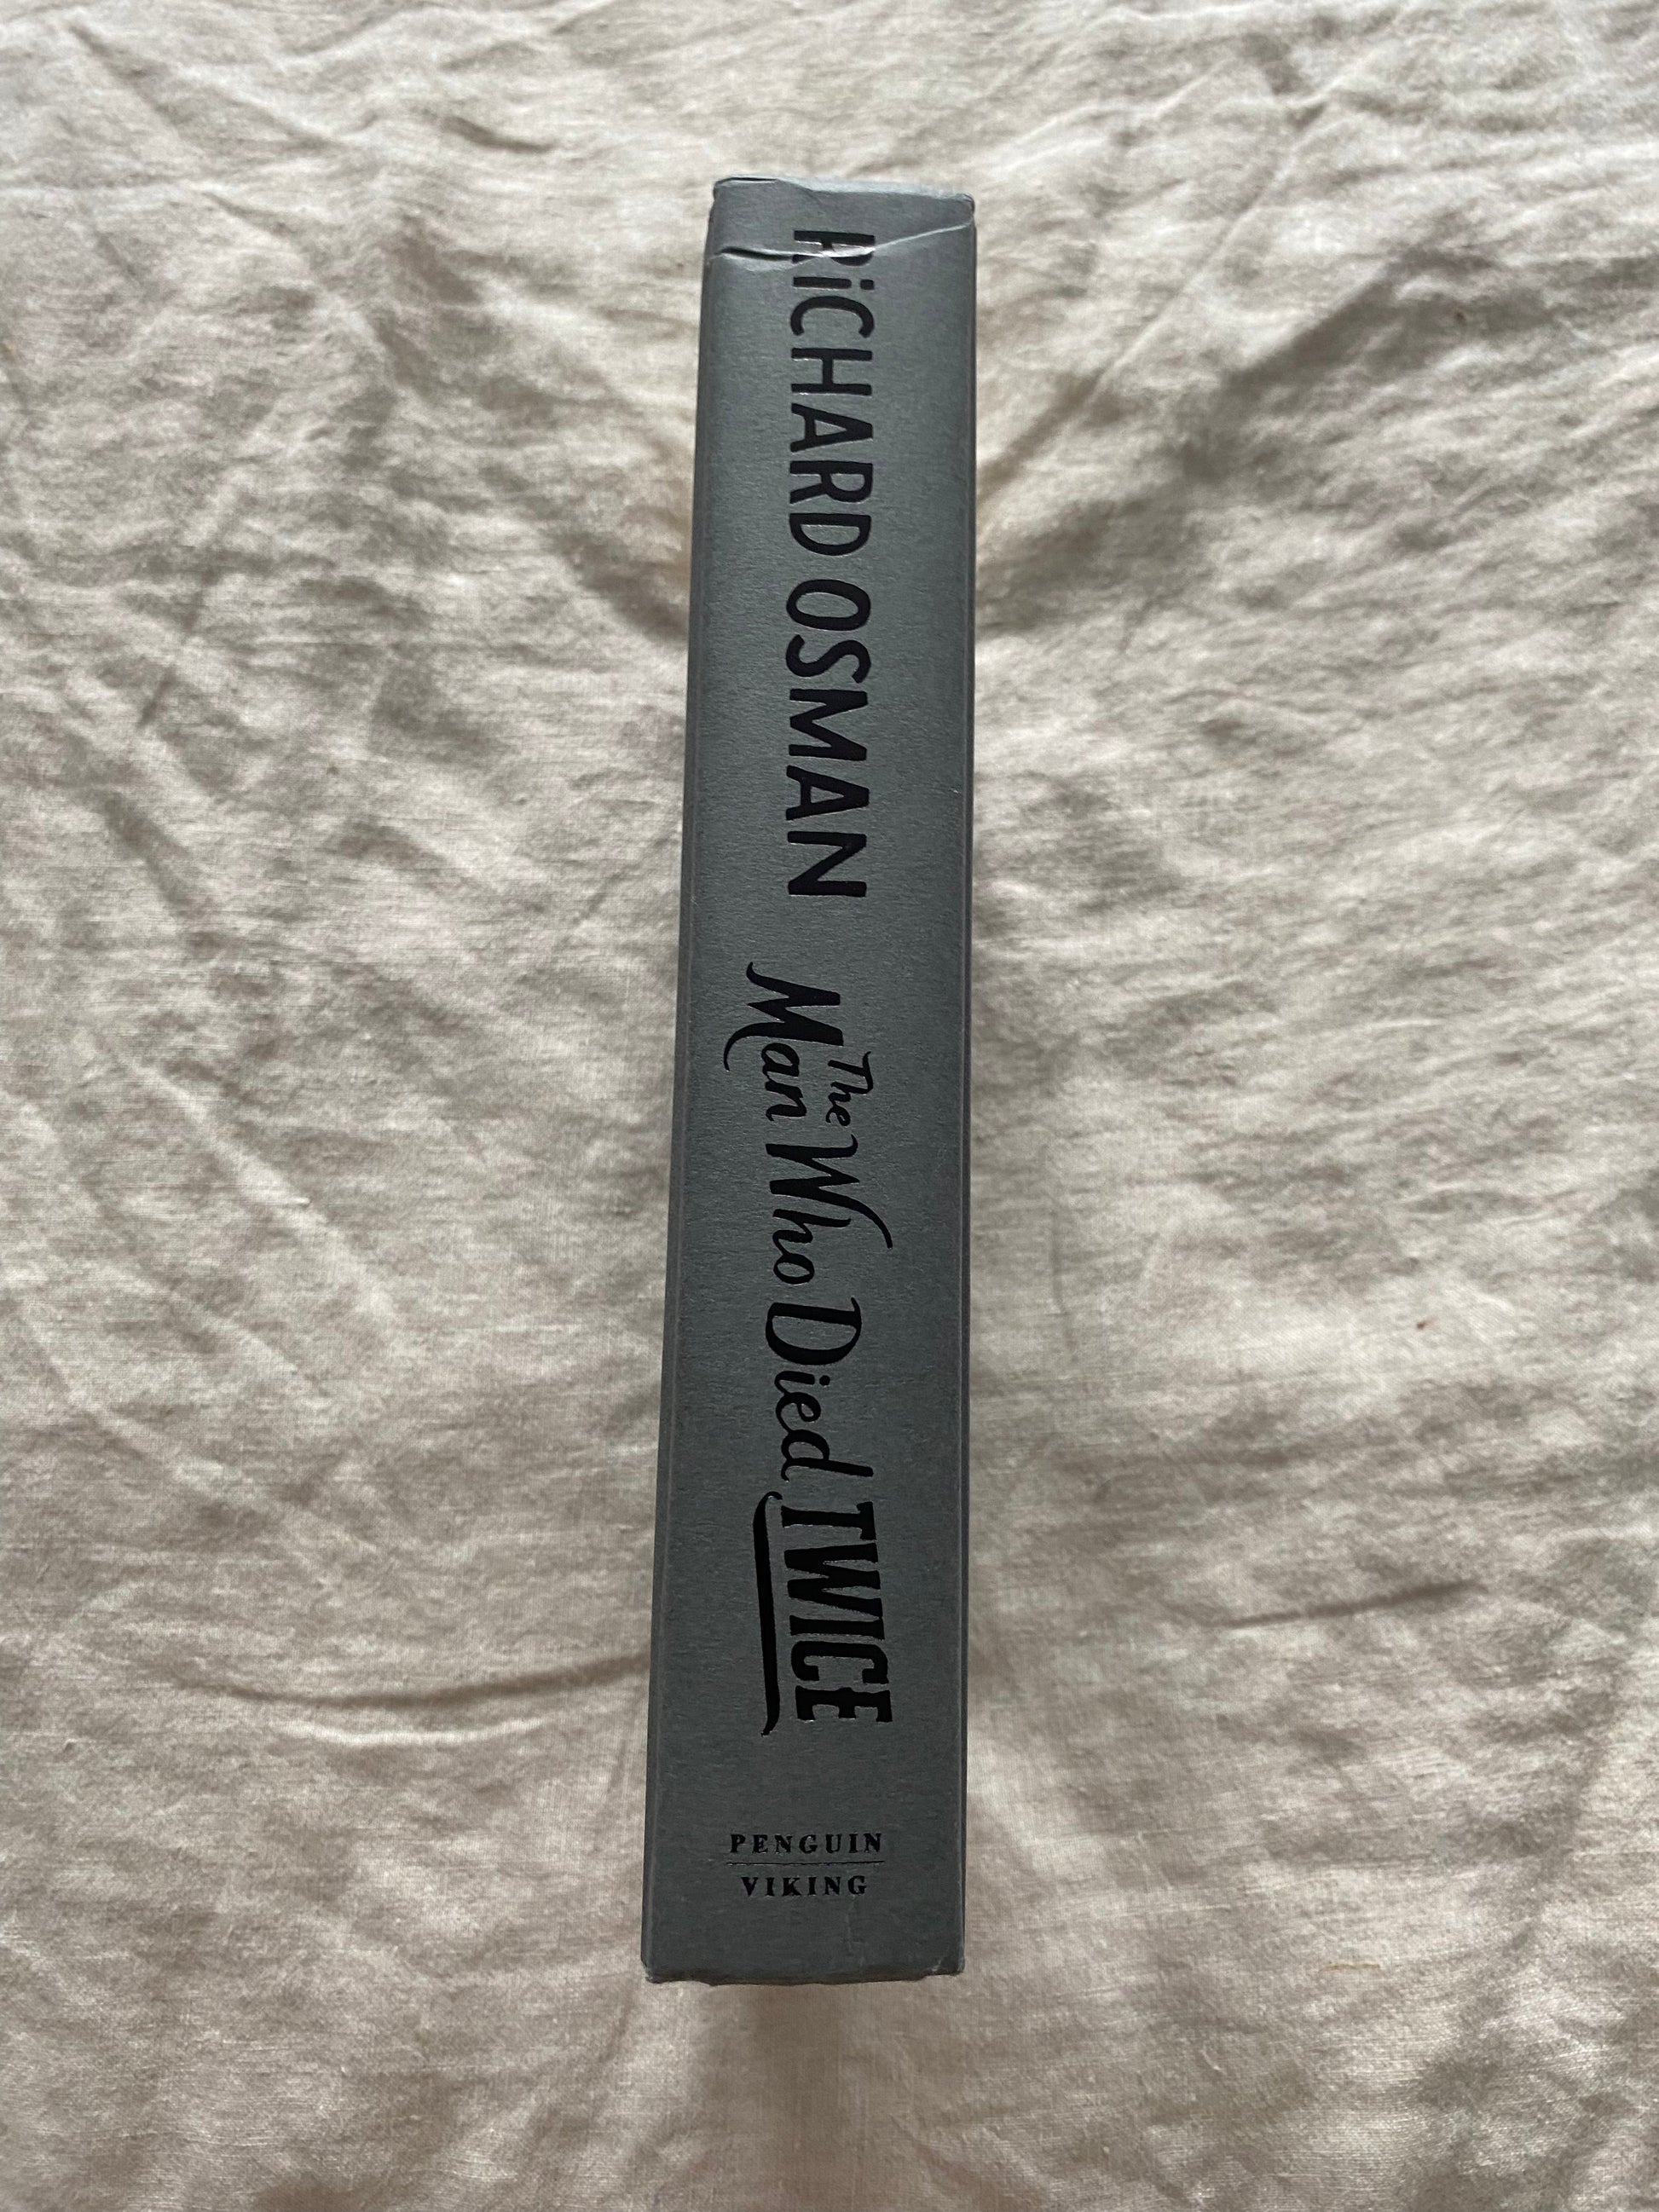 RiCHARD OSMAN
The
Man Who Died TWICE
PENGUIN
VIKING